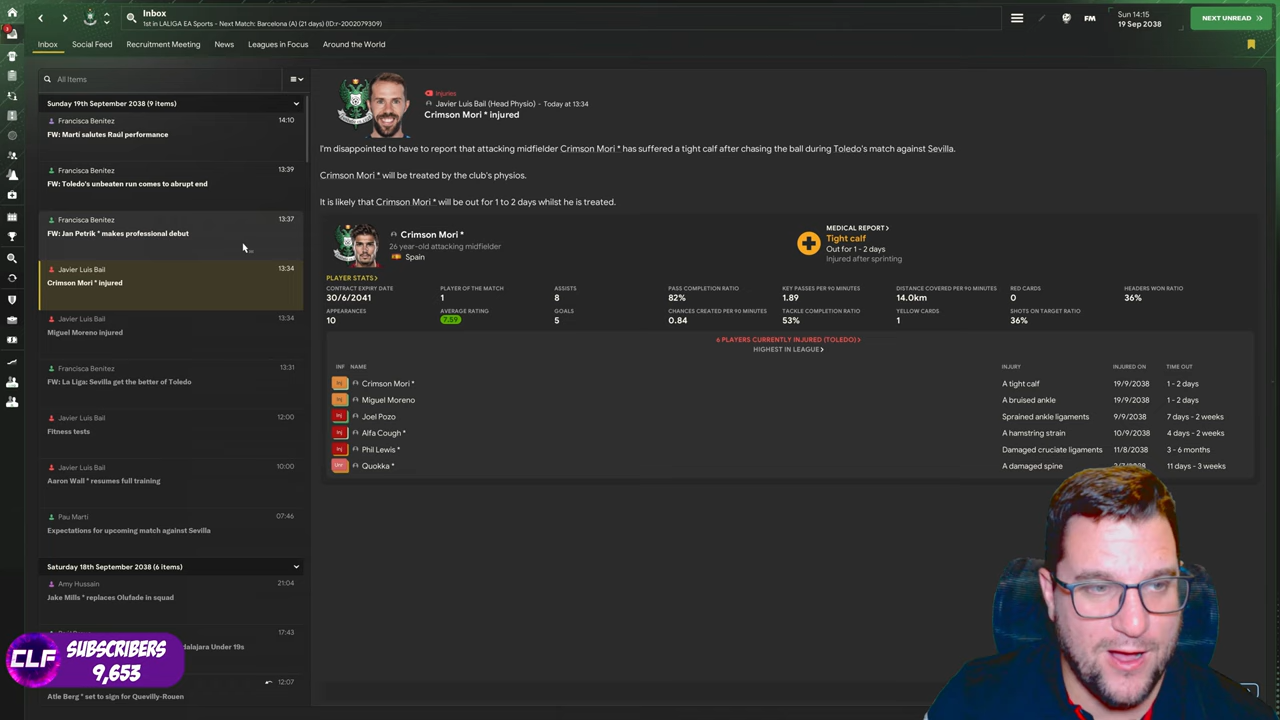 Inbox
1st in LALIGA EA Sports - Next Match: Barcelona (A) (21 days) (ID:r-2002079309)
FM
Sun 14:15
19 Sep 2038
NEXT UNREAD
Inbox
Social Feed
Recruitment Meeting
News
Leagues in Focus
Around the World
All Items
Sunday 19th September 2038 (9 items)
Francisca Benítez
14:10
FW: Martí salutes Raúl performance
Francisca Benítez
13:39
FW: Toledo's unbeaten run comes to abrupt end
Francisca Benítez
13:37
FW: Jan Petrik * makes professional debut
Javier Luis Bail
13:34
Crimson Mori * injured
Javier Luis Bail
13:34
Miguel Moreno injured
Francisca Benítez
13:31
FW: La Liga: Sevilla get the better of Toledo
Javier Luis Bail
12:00
Fitness tests
Javier Luis Bail
10:00
Aaron Wall * resumes full training
Pau Martí
07:46
Expectations for upcoming match against Sevilla
Saturday 18th September 2038 (6 items)
Amy Hussain
21:04
Jake Mills * replaces Olufade in squad
17:43
dalajara Under 19s
12:07
Atle Berg * set to sign for Quevilly-Rouen
CLF
SUBSCRIBERS
9,653
Injuries
Javier Luis Bail (Head Physio) - Today at 13:34
Crimson Mori * injured
I'm disappointed to have to report that attacking midfielder Crimson Mori * has suffered a tight calf after chasing the ball during Toledo's match against Sevilla.
Crimson Mori * will be treated by the club's physios.
It is likely that Crimson Mori * will be out for 1 to 2 days whilst he is treated.
Crimson Mori *
26 year-old attacking midfielder
Spain
MEDICAL REPORT
Tight calf
Out for 1 - 2 days
Injured after sprinting
PLAYER STATS
CONTRACT EXPIRY DATE
PLAYER OF THE MATCH
ASSISTS
PASS COMPLETION RATIO
KEY PASSES PER 90 MINUTES
DISTANCE COVERED PER 90 MINUTES
RED CARDS
HEADERS WON RATIO
30/6/2041
1
8
82%
1.89
14.0km
0
36%
APPEARANCES
AVERAGE RATING
GOALS
CHANCES CREATED PER 90 MINUTES
TACKLE COMPLETION RATIO
YELLOW CARDS
SHOTS ON TARGET RATIO
10
7.59
5
0.84
53%
1
36%
6 PLAYERS CURRENTLY INJURED (TOLEDO)
HIGHEST IN LEAGUE
INF NAME
INJURY
INJURED ON
TIME OUT
Inj Crimson Mori *
A tight calf
19/9/2038
1 - 2 days
Inj Miguel Moreno
A bruised ankle
19/9/2038
1 - 2 days
Inj Joel Pozo
Sprained ankle ligaments
9/9/2038
7 days - 2 weeks
Inj Alfa Cough *
A hamstring strain
10/9/2038
4 days - 2 weeks
Inj Phil Lewis *
Damaged cruciate ligaments
11/8/2038
3 - 6 months
Unf Quokka *
A damaged spine
11 days - 3 weeks